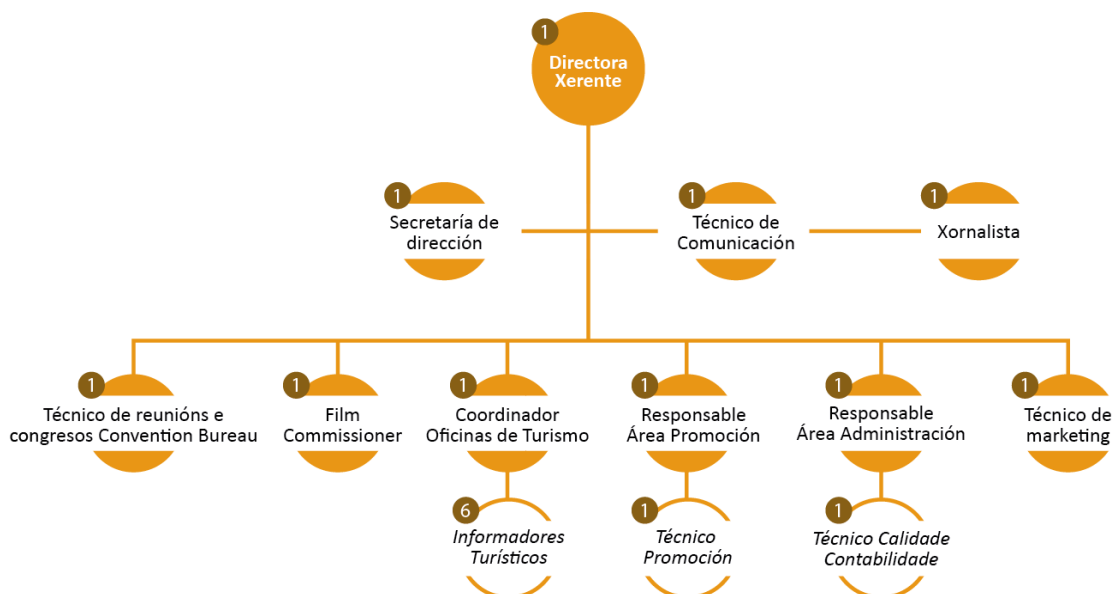 1
Directora
Xerente
1
Secretaría de
dirección
1
Técnico de
Comunicación
1
Xornalista
1
Técnico de reunións e
congresos Convention Bureau
1
Film
Commissioner
1
Coordinador
Oficinas de Turismo
1
Responsable
Área Promoción
1
Responsable
Área Administración
1
Técnico de
marketing
6
Informadores
Turísticos
1
Técnico
Promoción
1
Técnico Calidade
Contabilidade